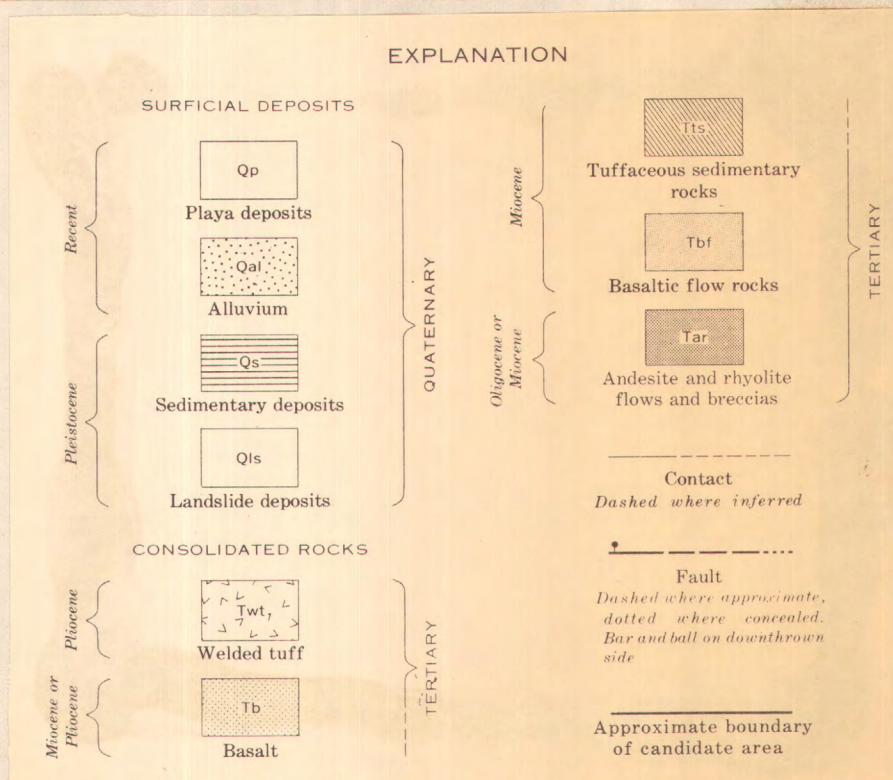 EXPLANATION
SURFICIAL DEPOSITS
Recent
Qp
Playa deposits
Qal
Alluvium
Pleistocene
Qs
Sedimentary deposits
Qls
Landslide deposits
QUATERNARY
CONSOLIDATED ROCKS
Pliocene
Twt
Welded tuff
Miocene or
Pliocene
Tb
Basalt
TERTIARY
Miocene
Tts
Tuffaceous sedimentary
rocks
Tbf
Basaltic flow rocks
Oligocene or
Miocene
Tar
Andesite and rhyolite
flows and breccias
TERTIARY
Contact
Dashed where inferred
Fault
Dashed where approximate,
dotted where concealed.
Bar and ball on downthrown
side
Approximate boundary
of candidate area